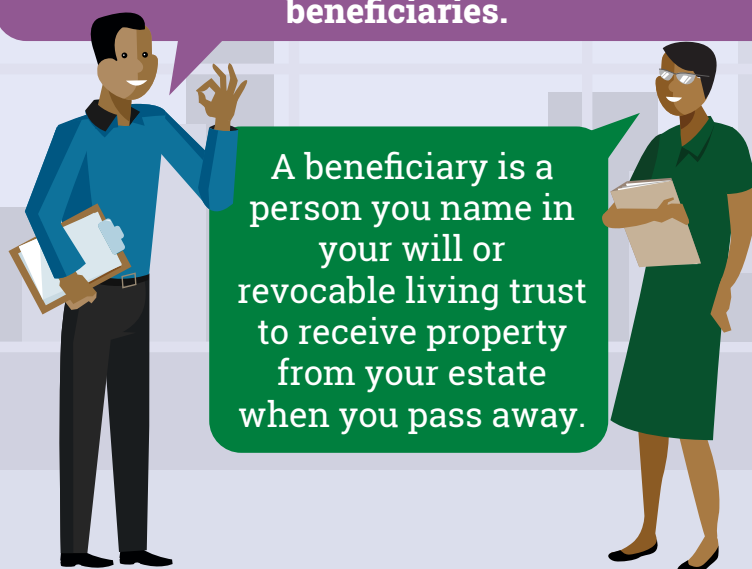 beneficiaries.
A beneficiary is a
person you name in
your will or
revocable living trust
to receive property
from your estate
when you pass away.